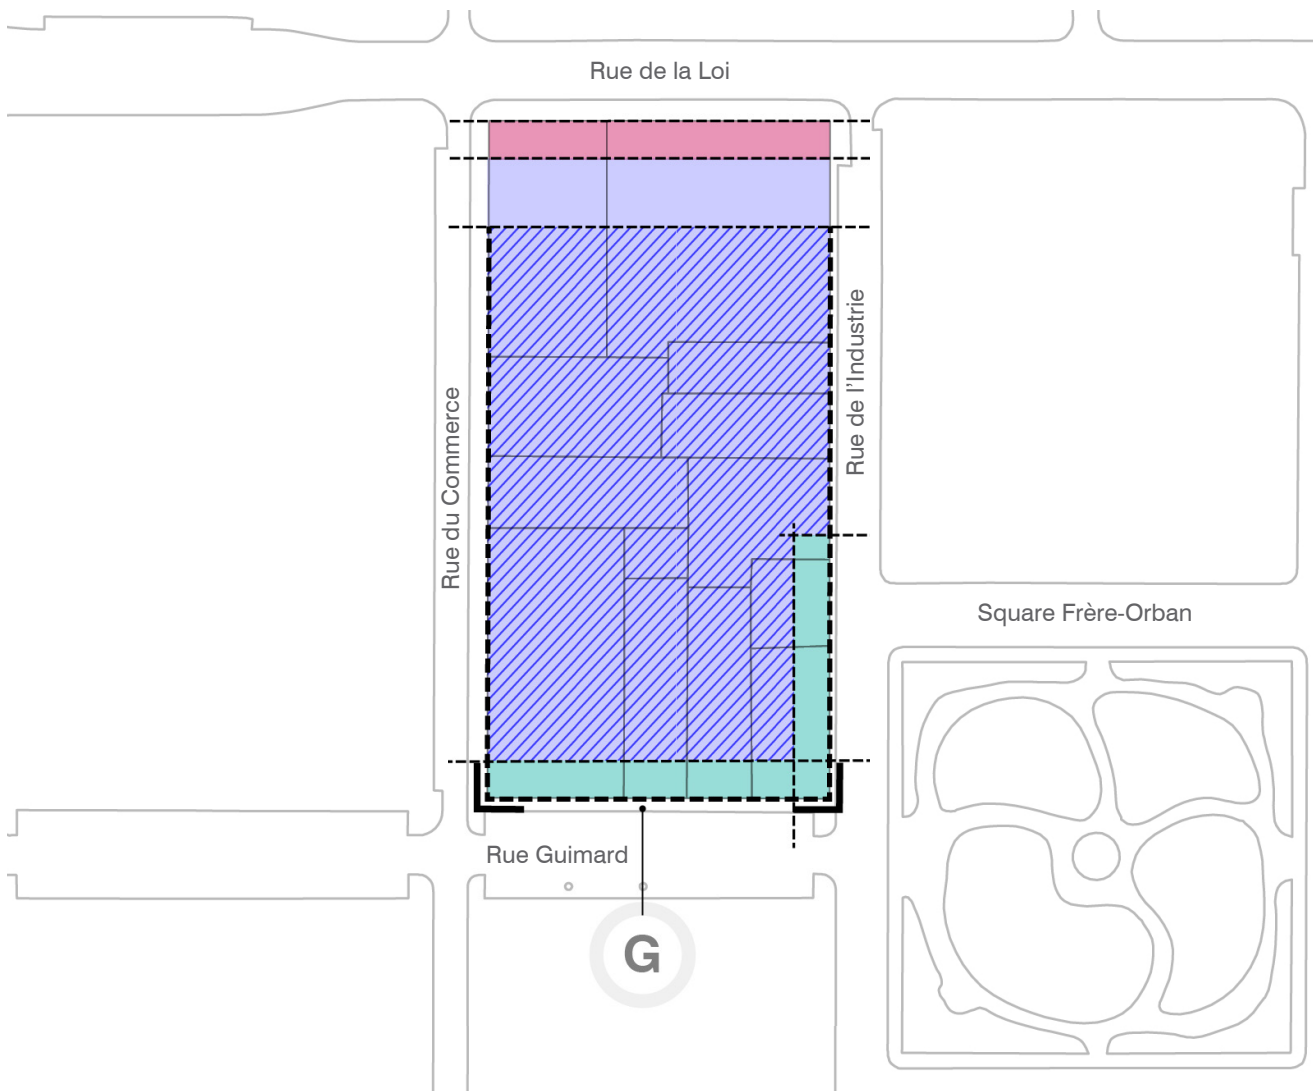 Rue de la Loi
Rue de l'Industrie
Rue du Commerce
Square Frère-Orban
Rue Guimard
G